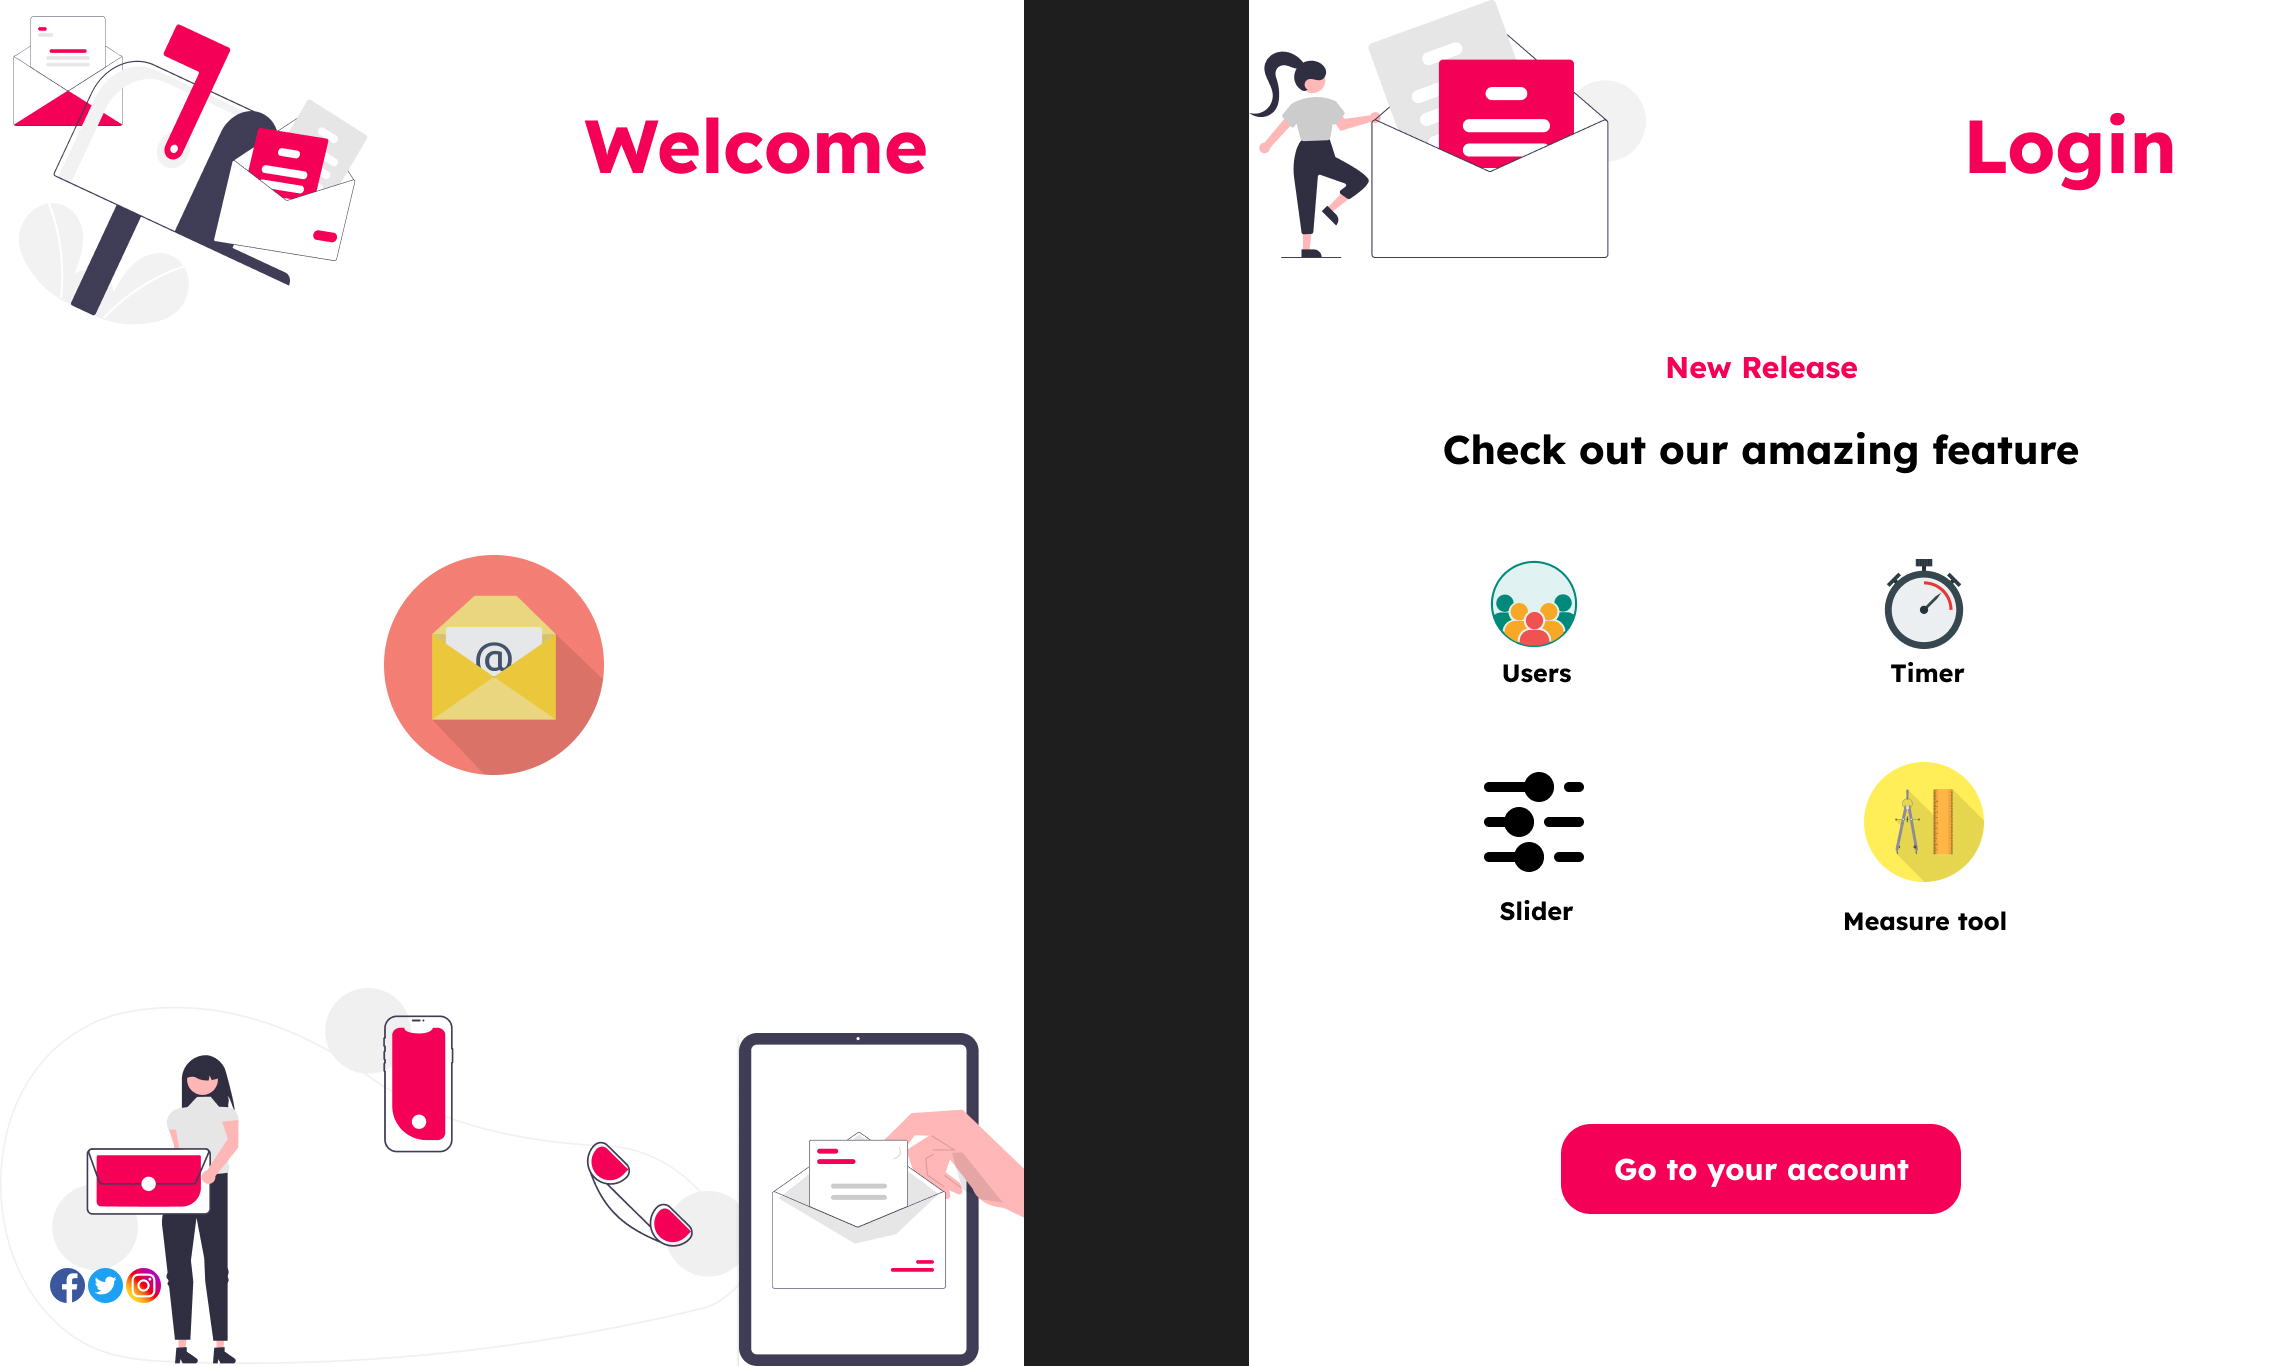 Welcome
@
Login
New Release
Check out our amazing feature
Users
Timer
Slider
Measure tool
Go to your account